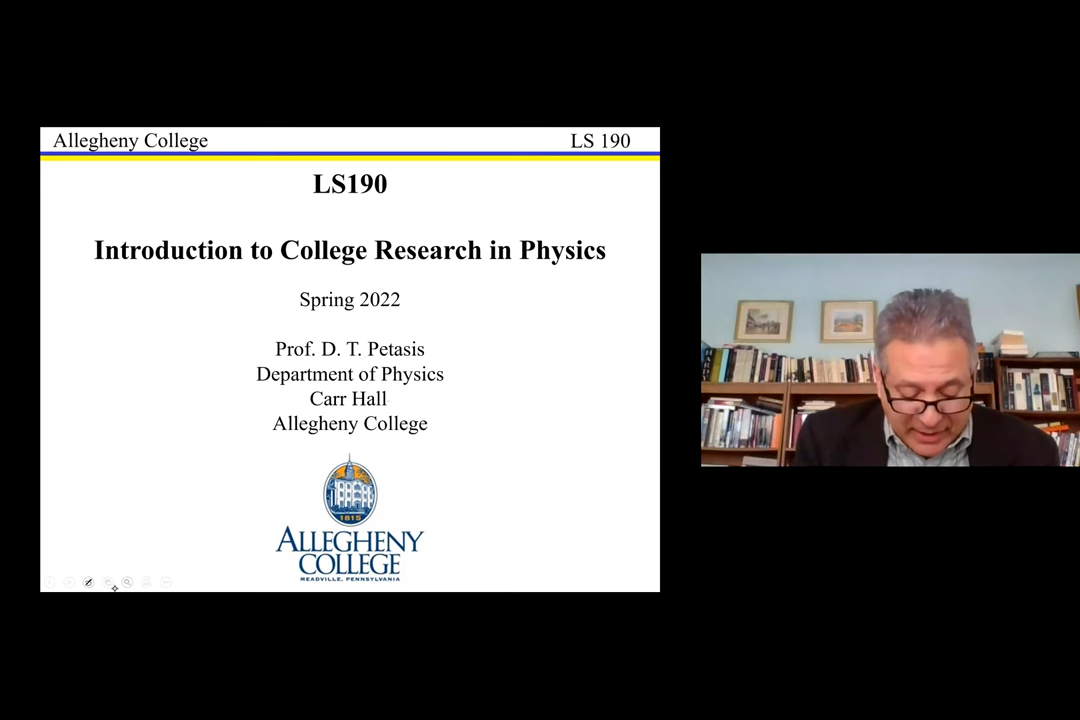 Allegheny College LS 190
LS190
Introduction to College Research in Physics
Spring 2022
Prof. D. T. Petasis
Department of Physics
Carr Hall
Allegheny College
1815
ALLEGHENY
COLLEGE
MEADVILLE, PENNSYLVANIA
HARDY